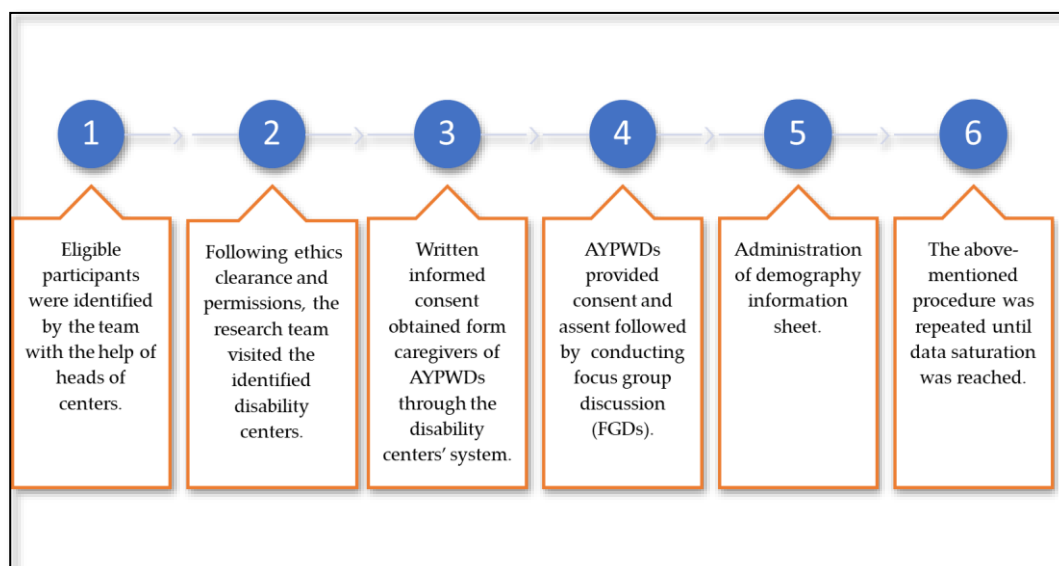 1
2
3
4
5
6
Eligible
participants
were identified
by the team
with the help of
heads of
centers.
Following ethics
clearance and
permissions, the
research team
visited the
identified
disability
centers.
Written
informed
consent
obtained form
caregivers of
AYPWDs
through the
disability
centers’ system.
AYPWDs
provided
consent and
assent followed
by conducting
focus group
discussion
(FGDs).
Administration
of demography
information
sheet.
The above-
mentioned
procedure was
repeated until
data saturation
was reached.